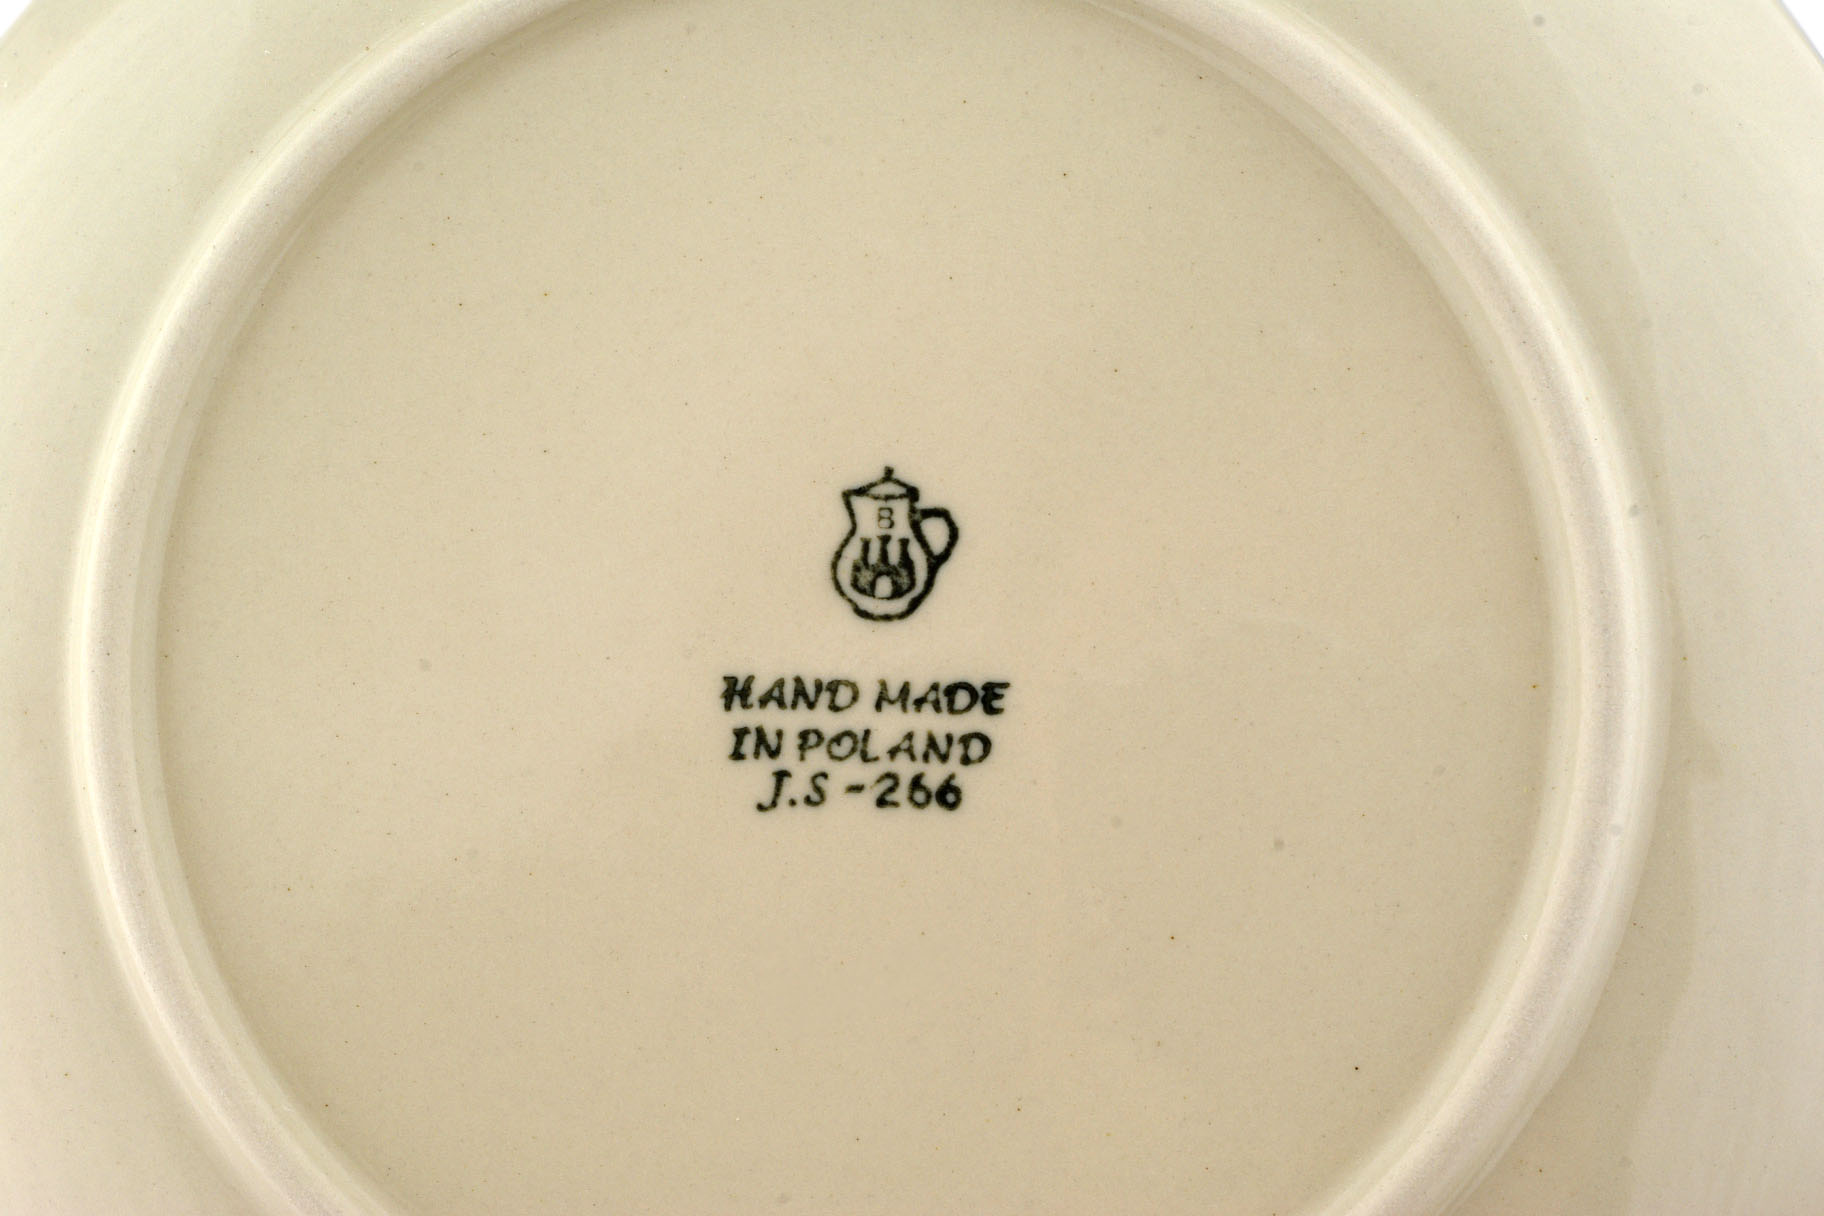 B
HAND MADE
IN POLAND
J.S-266